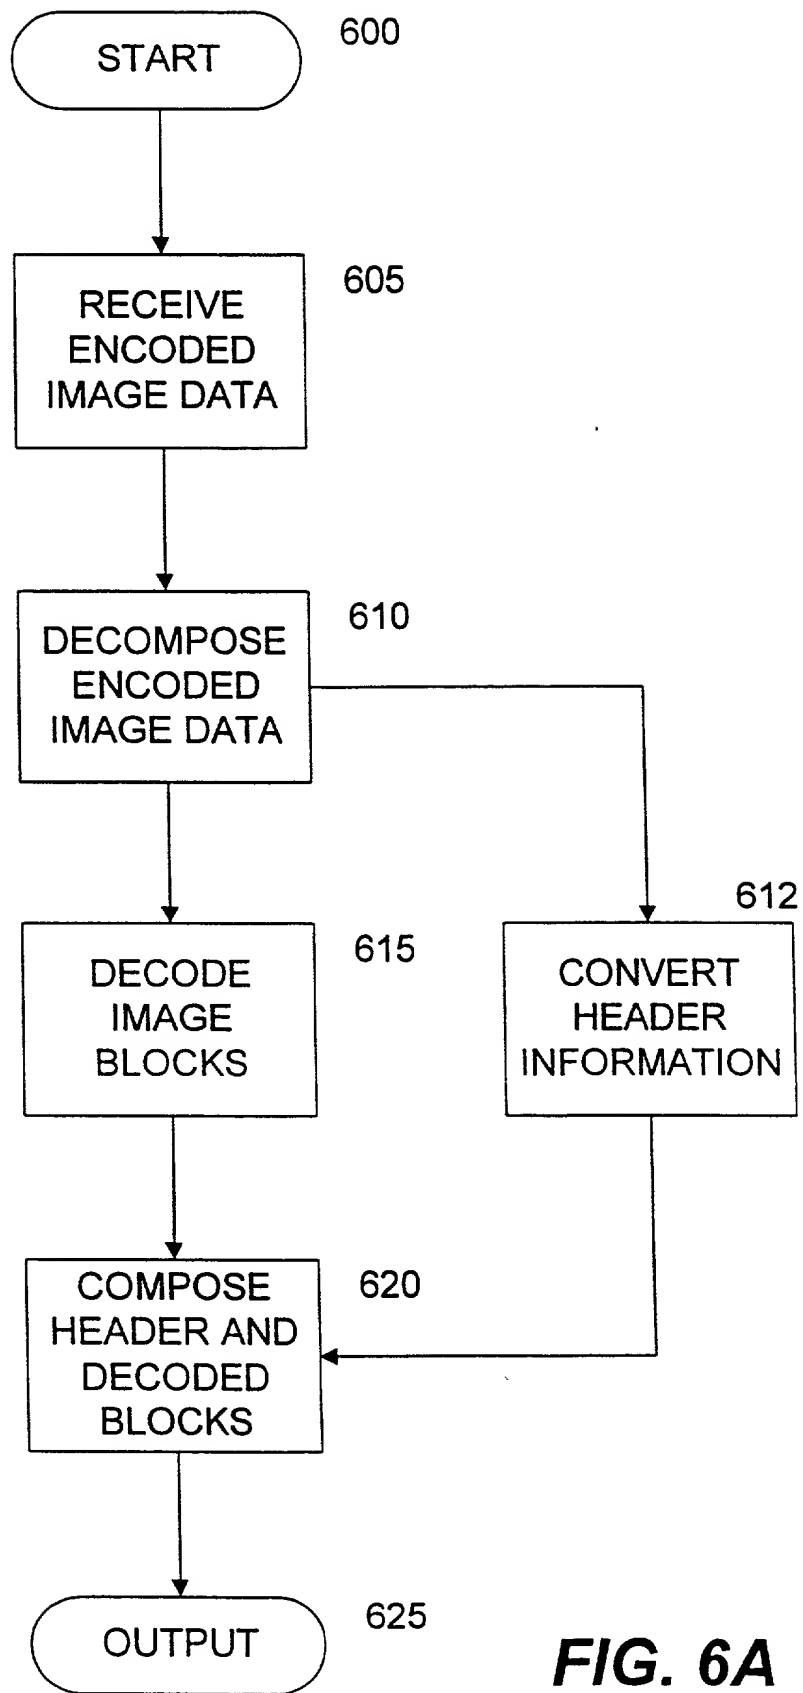 START
600
RECEIVE
ENCODED
IMAGE DATA
605
DECOMPOSE
ENCODED
IMAGE DATA
610
612
DECODE
IMAGE
BLOCKS
615
CONVERT
HEADER
INFORMATION
COMPOSE
HEADER AND
DECODED
BLOCKS
620
OUTPUT
625
FIG. 6A